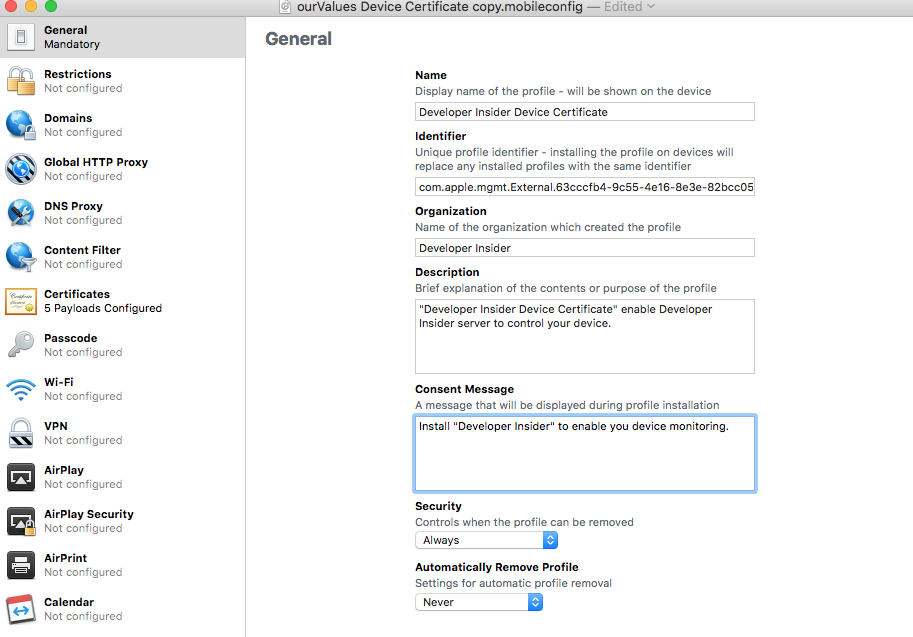 ourValues Device Certificate copy.mobileconfig — Edited
General
Mandatory
Restrictions
Not configured
Domains
Not configured
Global HTTP Proxy
Not configured
DNS Proxy
Not configured
Content Filter
Not configured
Certificates
5 Payloads Configured
Passcode
Not configured
Wi-Fi
Not configured
VPN
Not configured
AirPlay
Not configured
AirPlay Security
Not configured
AirPrint
Not configured
Calendar
Not configured
General
Name
Display name of the profile - will be shown on the device
Developer Insider Device Certificate
Identifier
Unique profile identifier - installing the profile on devices will
replace any installed profiles with the same identifier
com.apple.mgmt.External.63cccfb4-9c55-4e16-8e3e-82bcc05
Organization
Name of the organization which created the profile
Developer Insider
Description
Brief explanation of the contents or purpose of the profile
"Developer Insider Device Certificate" enable Developer
Insider server to control your device.
Consent Message
A message that will be displayed during profile installation
Install "Developer Insider" to enable you device monitoring.
Security
Controls when the profile can be removed
Always
Automatically Remove Profile
Settings for automatic profile removal
Never